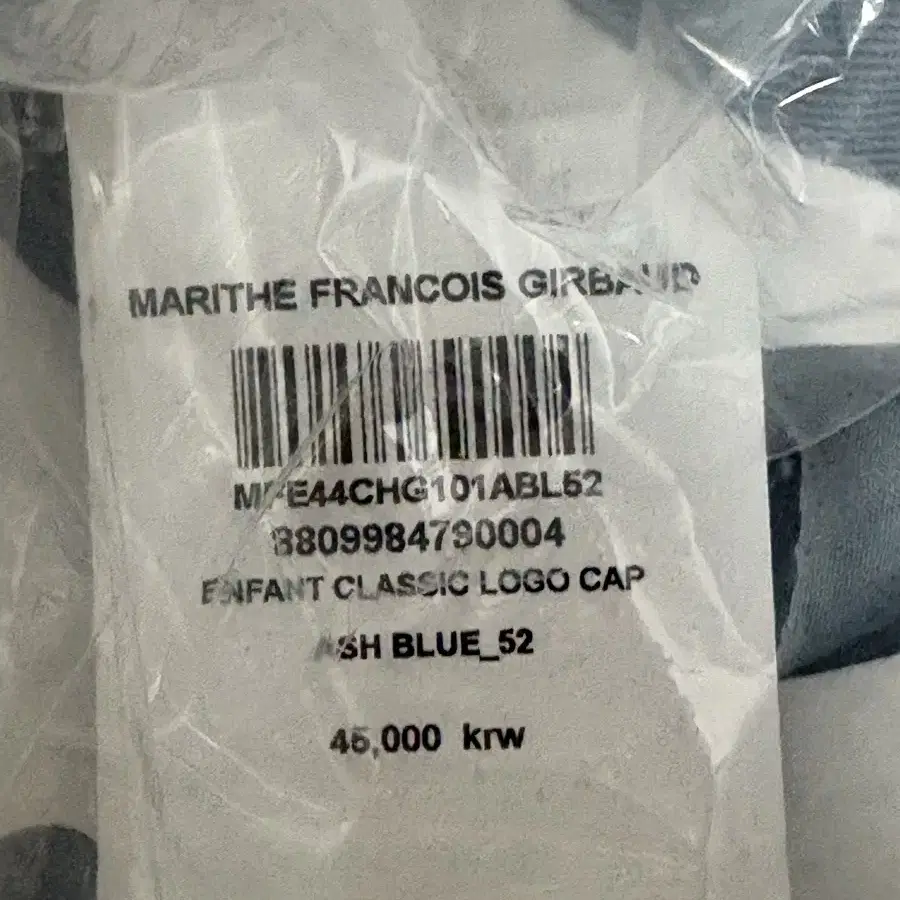 MARITHE FRANCOIS GIRBAUD
MFE44CHG101ABL52
8809984790004
ENFANT CLASSIC LOGO CAP
ASH BLUE_52
45,000 krw